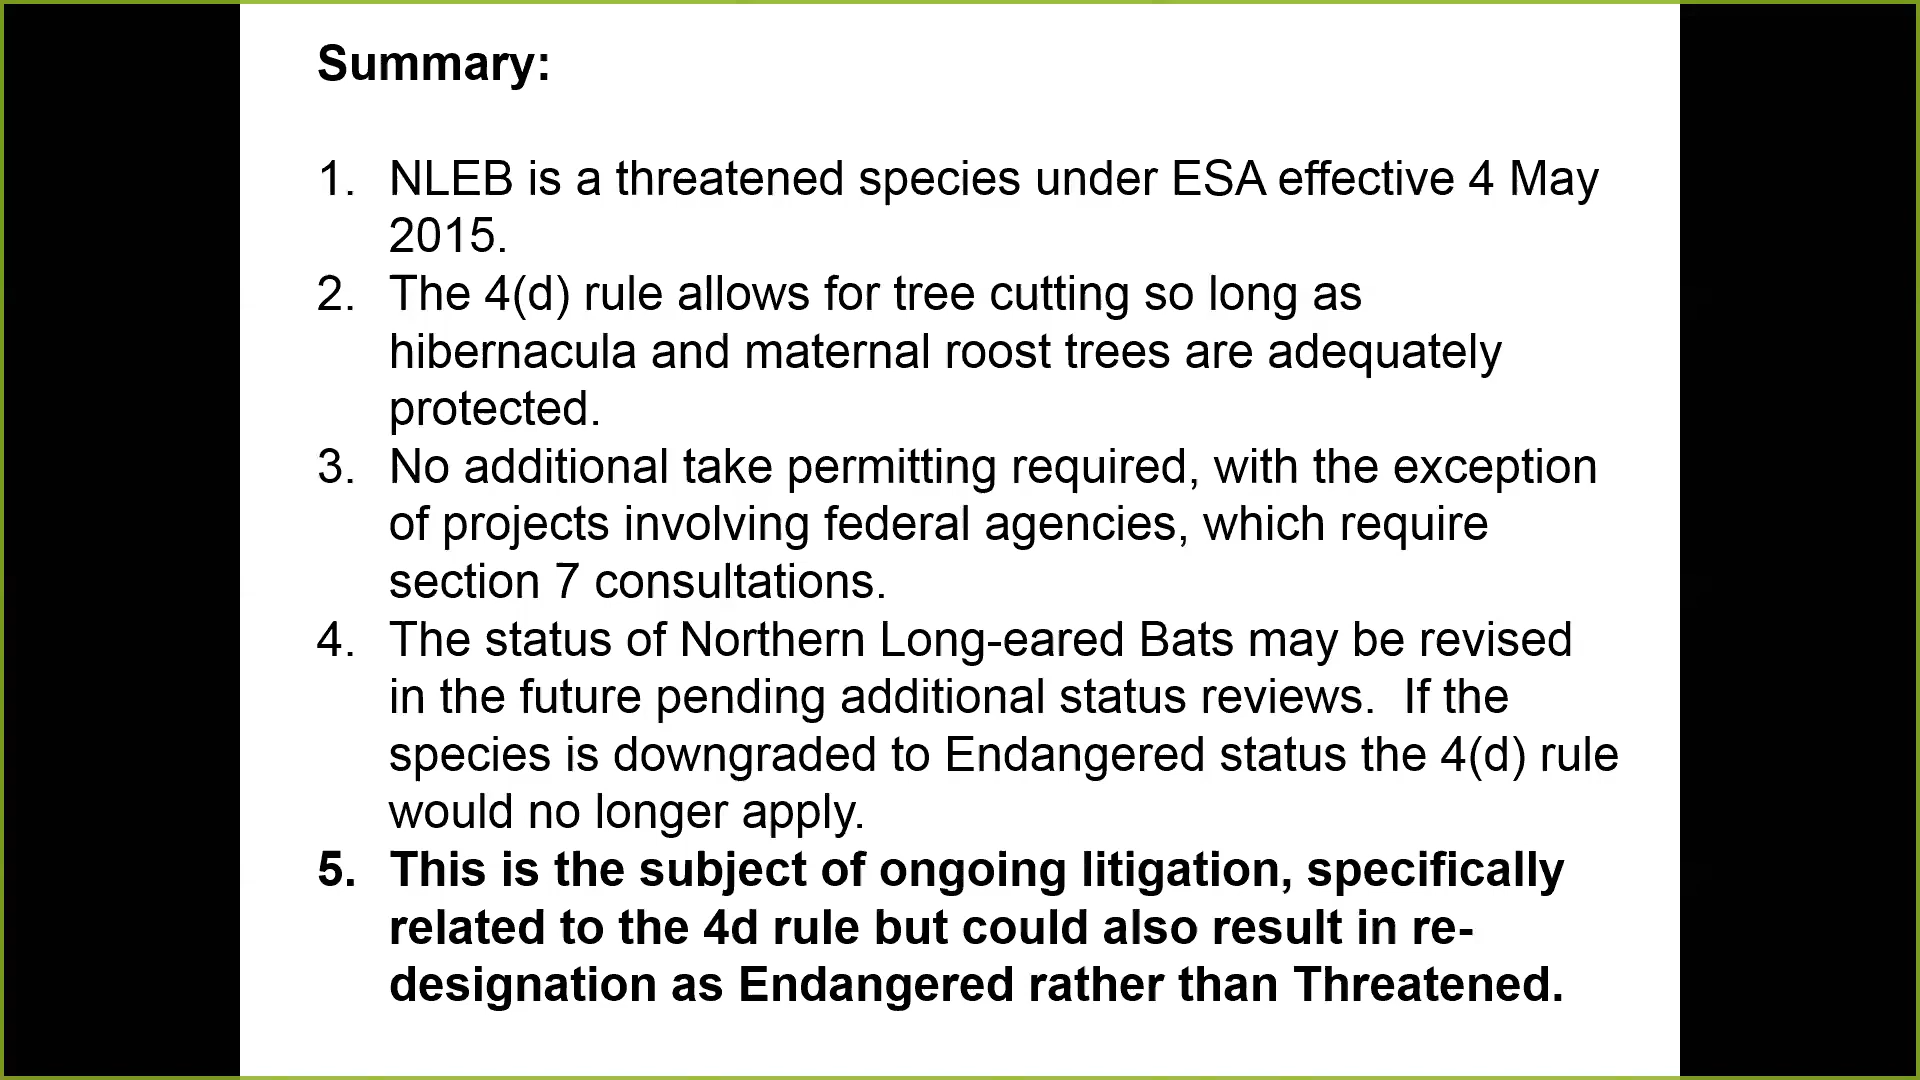 Summary:
1. NLEB is a threatened species under ESA effective 4 May
2015.
2. The 4(d) rule allows for tree cutting so long as
hibernacula and maternal roost trees are adequately
protected.
3. No additional take permitting required, with the exception
of projects involving federal agencies, which require
section 7 consultations.
4. The status of Northern Long-eared Bats may be revised
in the future pending additional status reviews.  If the
species is downgraded to Endangered status the 4(d) rule
would no longer apply.
5. This is the subject of ongoing litigation, specifically
related to the 4d rule but could also result in re-
designation as Endangered rather than Threatened.